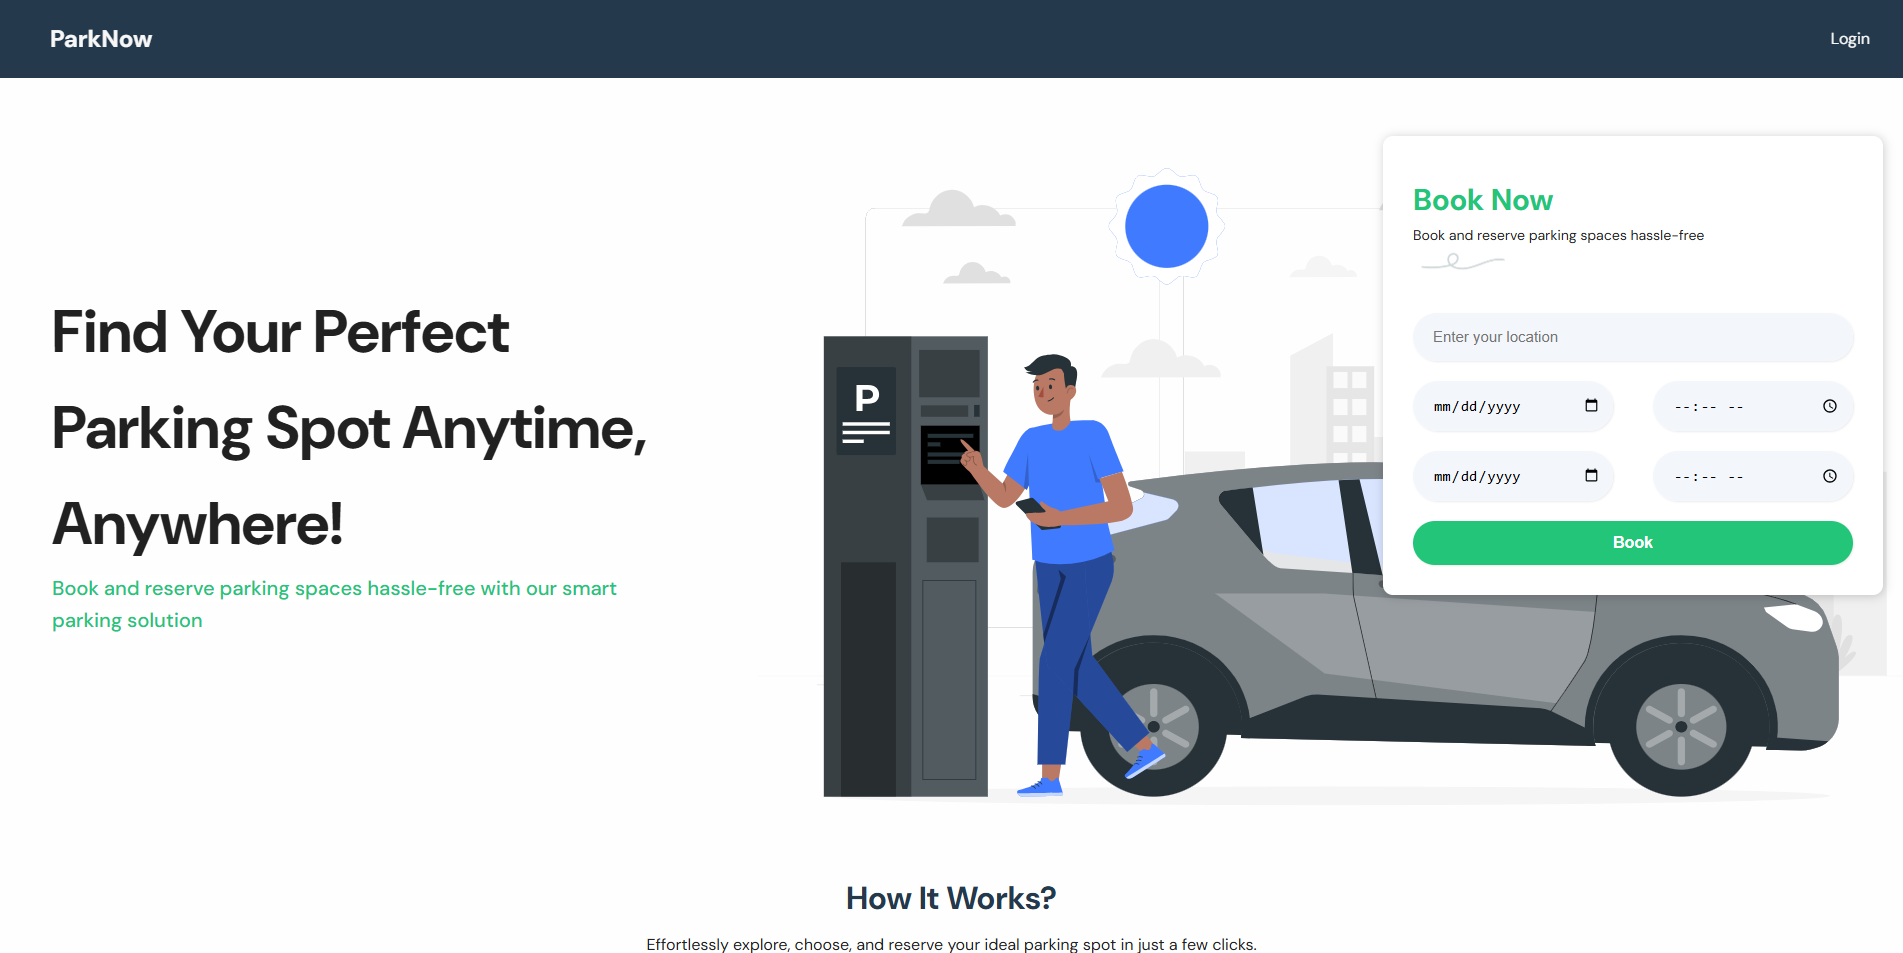 ParkNow
Login
Find Your Perfect
Parking Spot Anytime,
Anywhere!
Book and reserve parking spaces hassle-free with our smart
parking solution
P
Book Now
Book and reserve parking spaces hassle-free
Enter your location
mm/dd/yyyy
--:-- --
mm/dd/yyyy
--:-- --
Book
How It Works?
Effortlessly explore, choose, and reserve your ideal parking spot in just a few clicks.